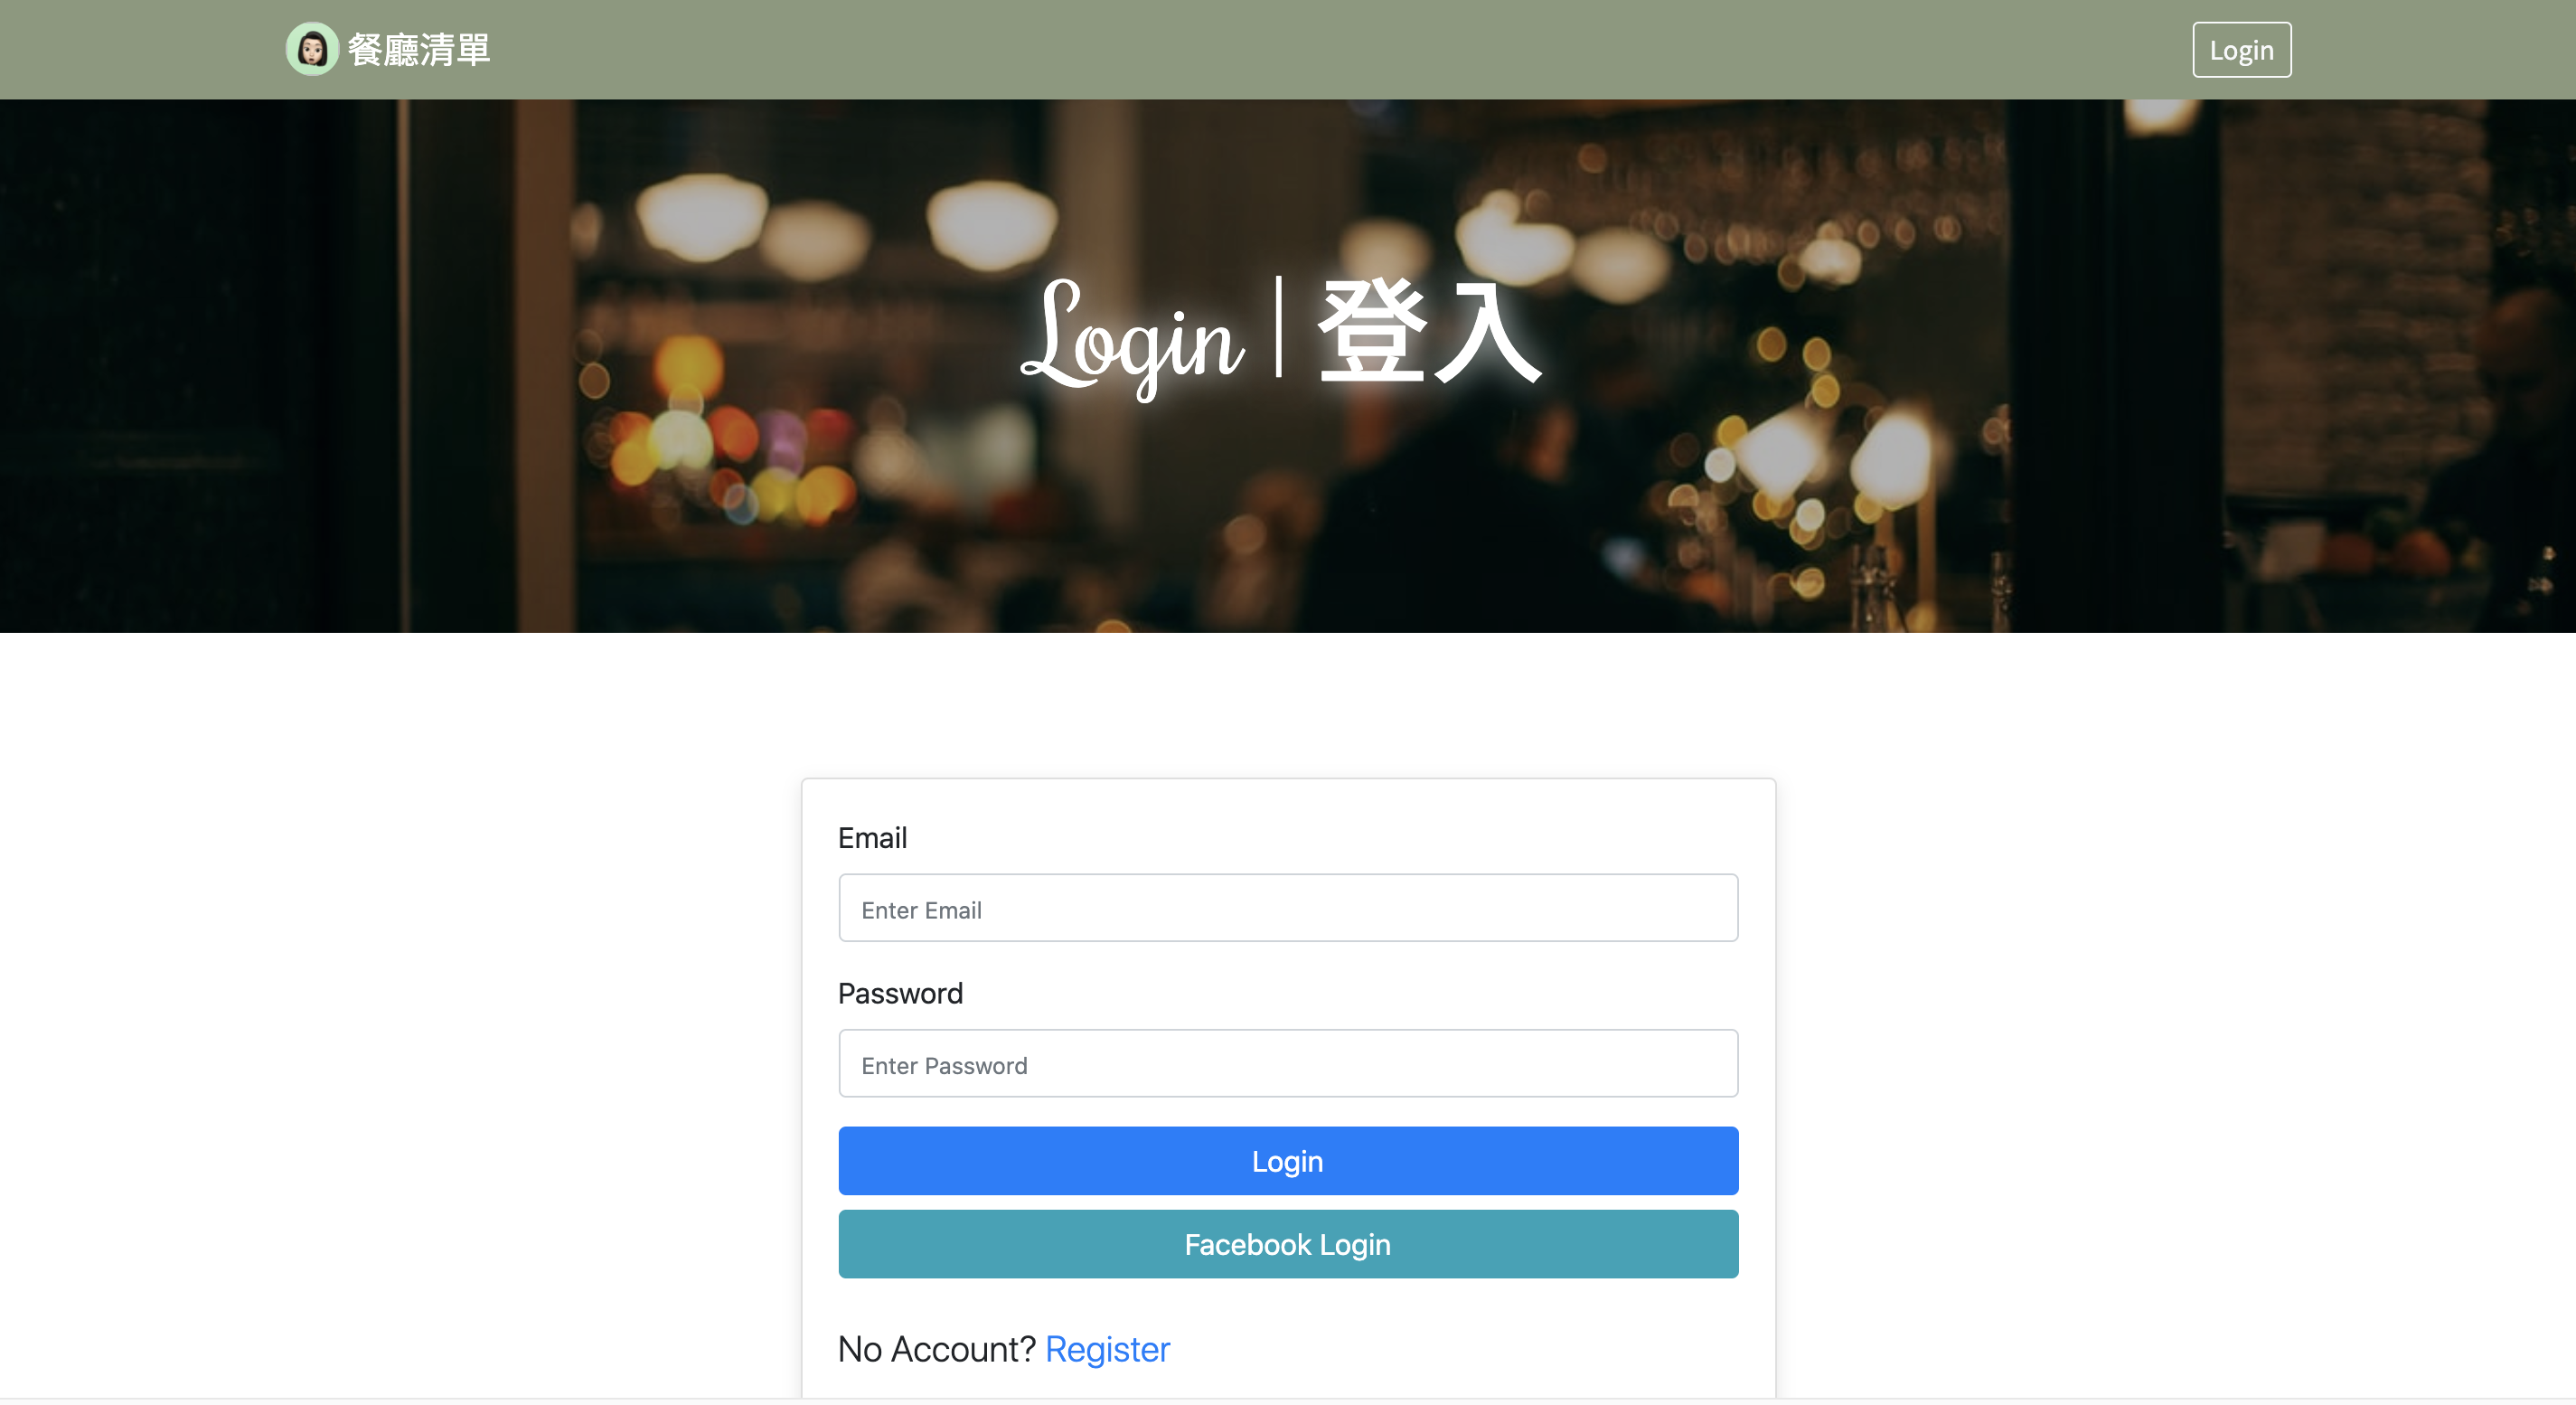 餐廳清單
Login
Login | 登入
Email
Enter Email
Password
Enter Password
Login
Facebook Login
No Account? Register